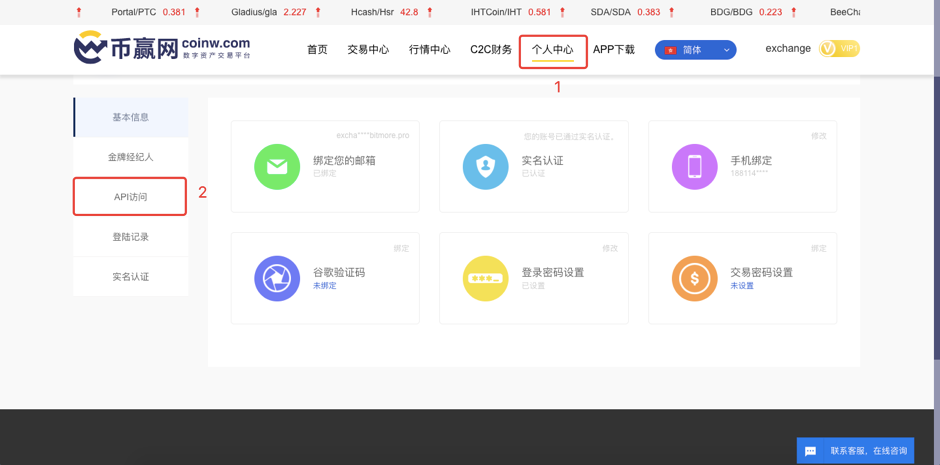 Portal/PTC 0.381 Gladius/gla 2.227 Hcash/Hsr 42.8 IHTCoin/IHT 0.581 SDA/SDA 0.383 BDG/BDG 0.223 BeeCha
币赢网 coinw.com
数字资产交易平台
首页 交易中心 行情中心 C2C财务 个人中心 APP下载 简体 exchange V VIP1
1
基本信息
金牌经纪人
API访问
2
登陆记录
实名认证
excha****bitmore.pro
绑定您的邮箱
已绑定
您的账号已通过实名认证。
实名认证
已认证
修改
手机绑定
188114****
绑定
谷歌验证码
未绑定
修改
登录密码设置
已设置
绑定
交易密码设置
未设置
联系客服，在线咨询